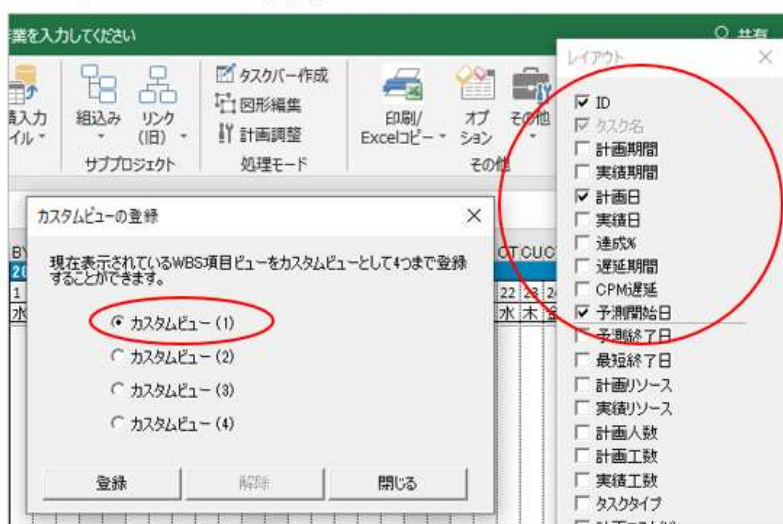 業を入力してください
共有
績入力
イル
組込み
リンク
(旧)
サブプロジェクト
タスクバー作成
図形編集
計画調整
処理モード
印刷/
Excelコピー
オプ
ション
その他
その他
レイアウト
ID
タスク名
計画期間
実績期間
計画日
実績日
達成%
遅延期間
CPM遅延
予測開始日
予測終了日
最短終了日
計画リソース
実績リソース
計画人数
計画工数
実績工数
タスクタイプ
カスタムビューの登録
現在表示されているWBS項目ビューをカスタムビューとして4つまで登録
することができます。
カスタムビュー (1)
カスタムビュー (2)
カスタムビュー (3)
カスタムビュー (4)
登録
解除
閉じる
BY
20
1
水
CT CU
22 23
水 木 金